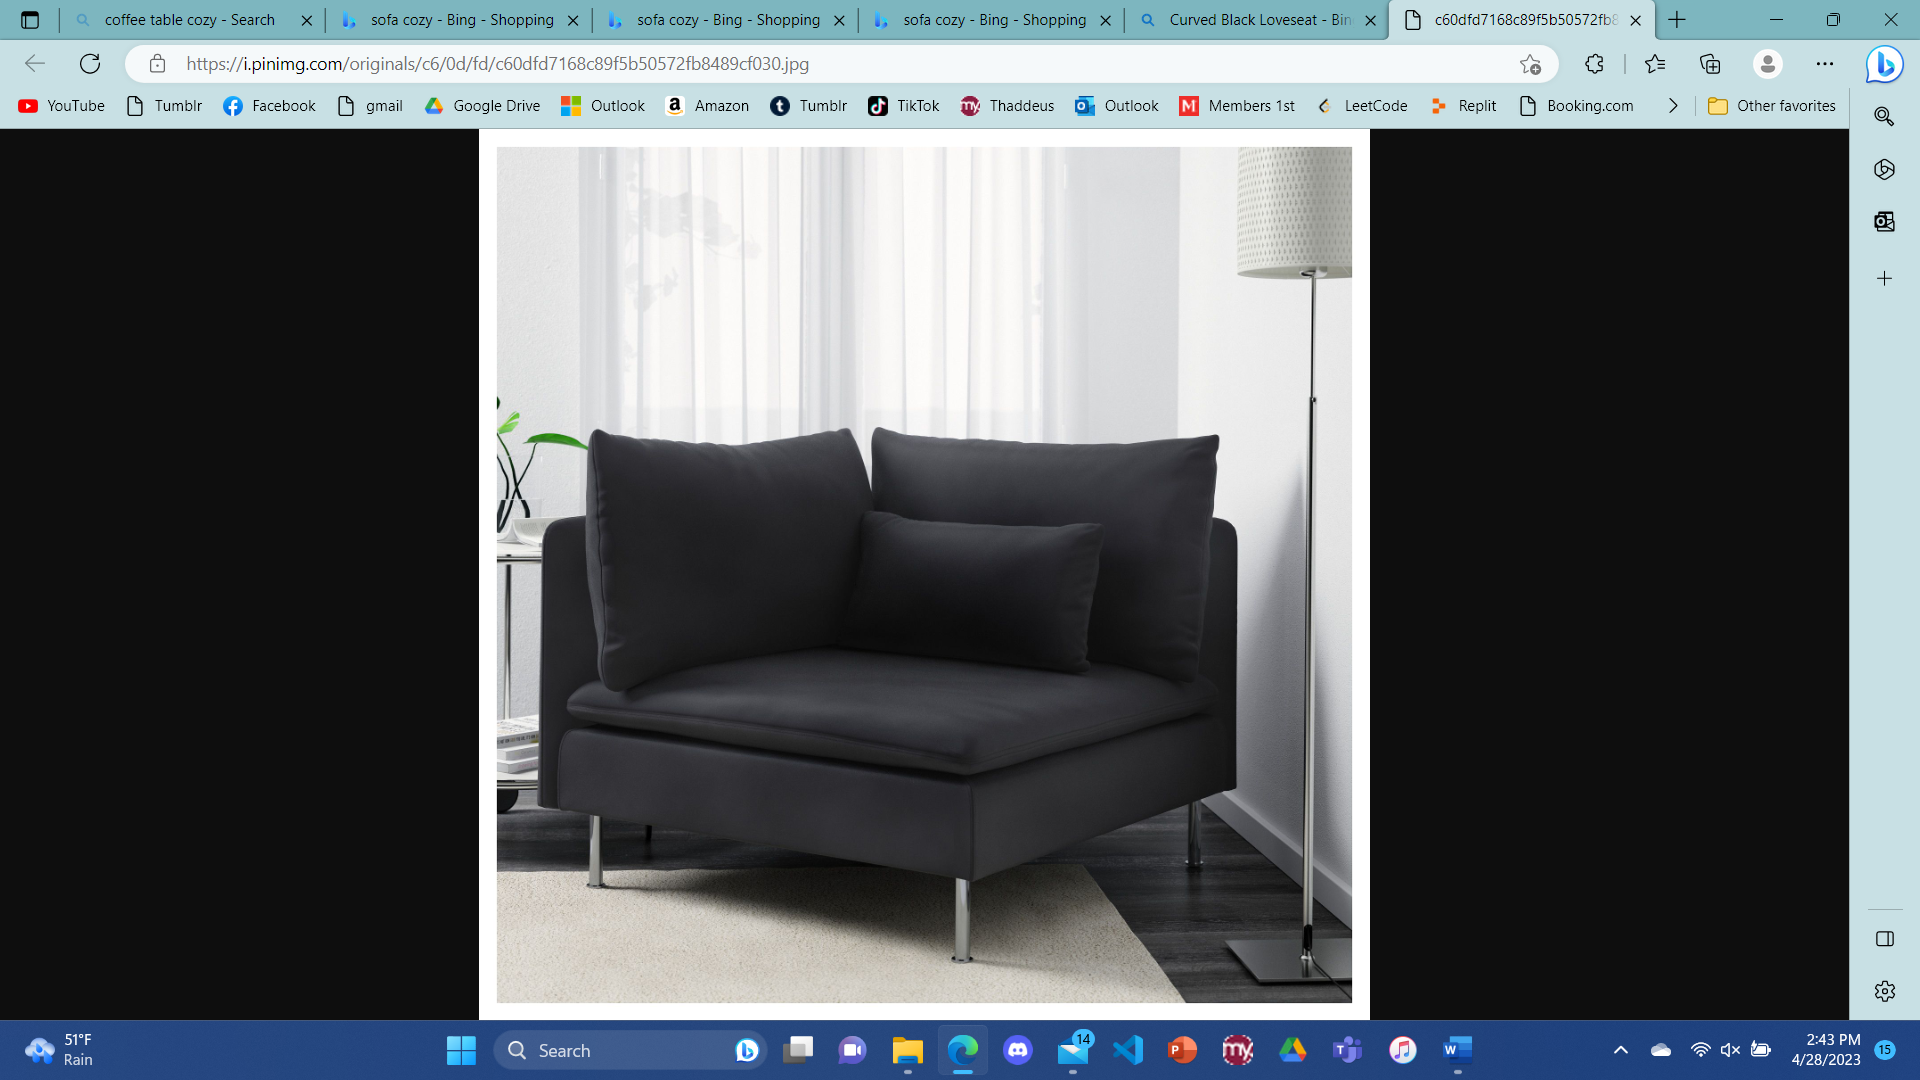 coffee table cozy - Search
sofa cozy - Bing - Shopping
sofa cozy - Bing - Shopping
sofa cozy - Bing - Shopping
Curved Black Loveseat - Bin
c60dfd7168c89f5b50572fb8
https://i.pinimg.com/originals/c6/0d/fd/c60dfd7168c89f5b50572fb8489cf030.jpg
YouTube
Tumblr
Facebook
gmail
Google Drive
Outlook
Amazon
Tumblr
TikTok
my
Thaddeus
Outlook
M
Members 1st
LeetCode
Replit
Booking.com
Other favorites
51°F
Rain
Search
14
P
my
W
2:43 PM
4/28/2023
15